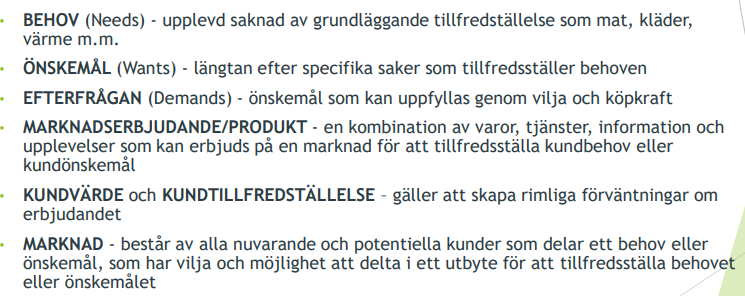 • BEHOV (Needs) - upplevd saknad av grundläggande tillfredställelse som mat, kläder,
värme m.m.
• ÖNSKEMÅL (Wants) - längtan efter specifika saker som tillfredsställer behoven
• EFTERFRÅGAN (Demands) - önskemål som kan uppfyllas genom vilja och köpkraft
• MARKNADSERBJUDANDE/PRODUKT - en kombination av varor, tjänster, information och
upplevelser som kan erbjuds på en marknad för att tillfredsställa kundbehov eller
kundönskemål
• KUNDVÄRDE och KUNDTILLFREDSTÄLLELSE – gäller att skapa rimliga förväntningar om
erbjudandet
• MARKNAD - består av alla nuvarande och potentiella kunder som delar ett behov eller
önskemål, som har vilja och möjlighet att delta i ett utbyte för att tillfredsställa behovet
eller önskemålet